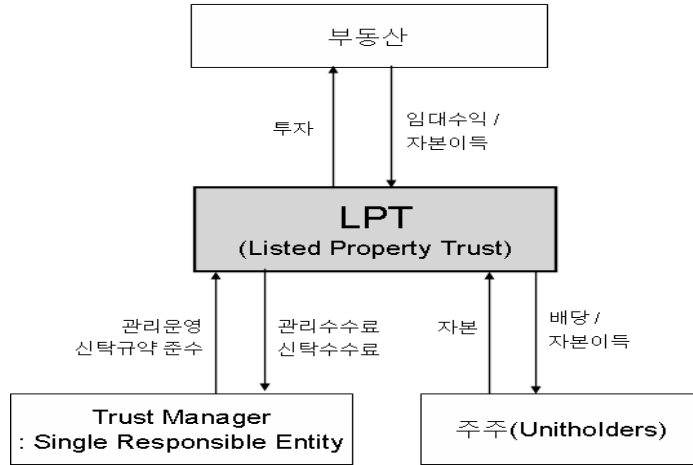 부동산
투자
임대수익 /
자본이득
LPT
(Listed Property Trust)
관리운영
신탁규약 준수
관리수수료
신탁수수료
자본
배당 /
자본이득
Trust Manager
: Single Responsible Entity
주주(Unitholders)